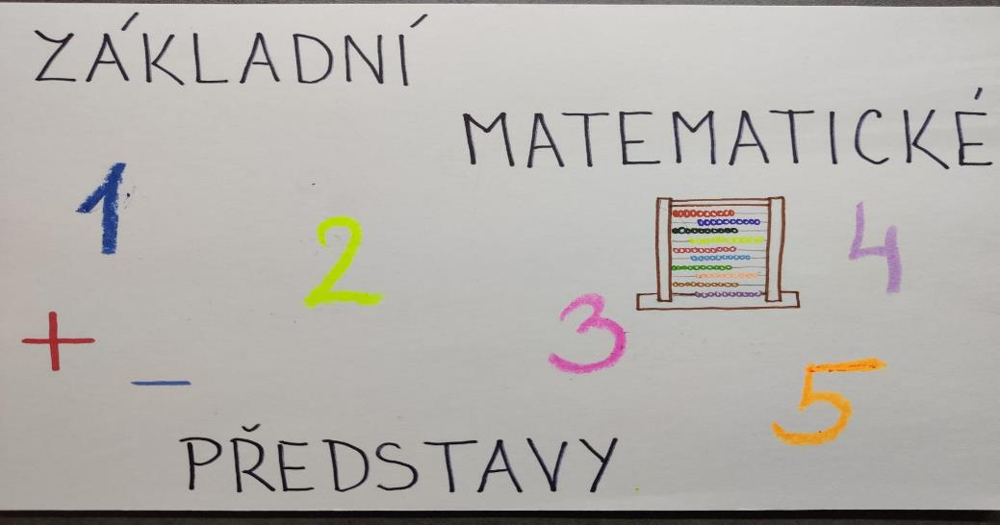 ZÁKLADNÍ
MATEMATICKÉ
1
2
3
4
5
+
−
PŘEDSTAVY